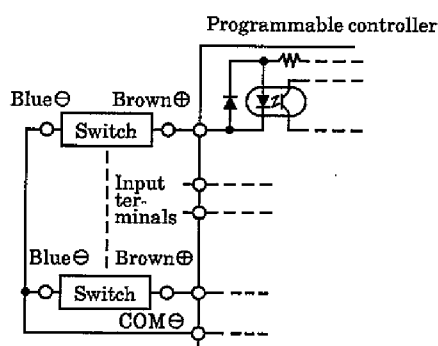 Programmable controller
Blue⊖ Brown⊕
Switch
Input
ter-
minals
Blue⊖ Brown⊕
Switch
COM⊖